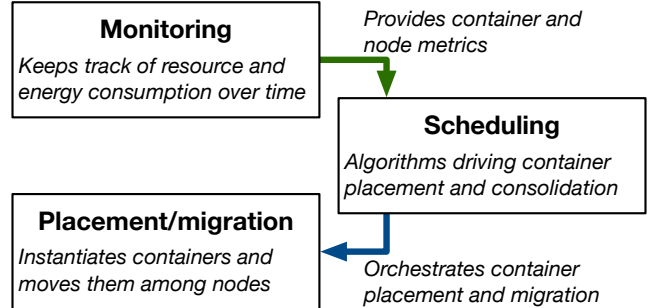 Monitoring
Keeps track of resource and
energy consumption over time
Provides container and
node metrics
Scheduling
Algorithms driving container
placement and consolidation
Placement/migration
Instantiates containers and
moves them among nodes
Orchestrates container
placement and migration